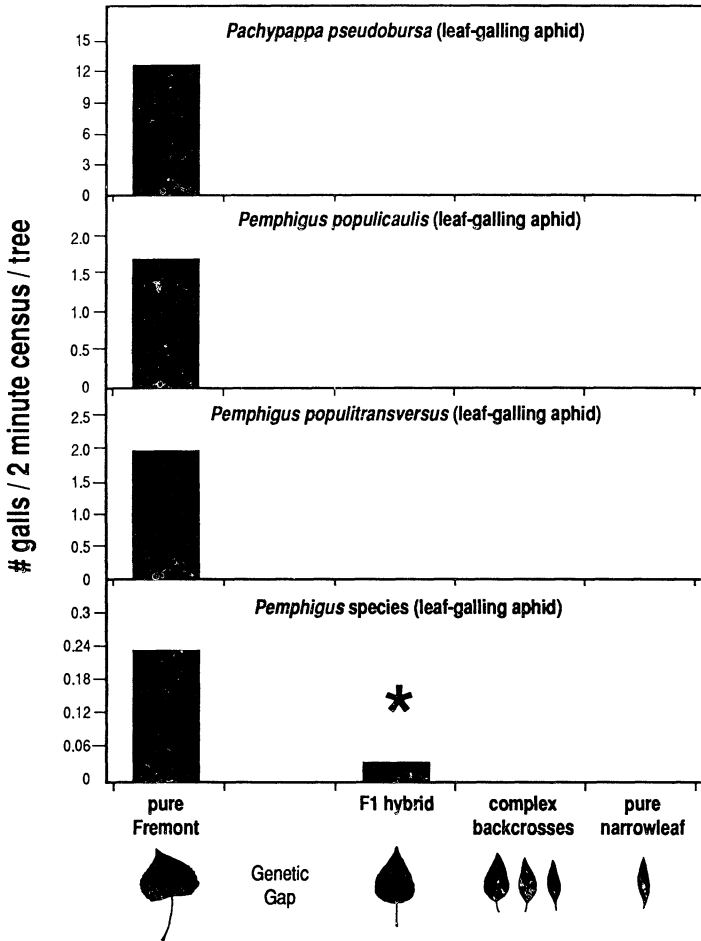 # galls / 2 minute census / tree
Pachypappa pseudobursa (leaf-galling aphid)
15
12
9
6
3
0
Pemphigus populicaulis (leaf-galling aphid)
2.0
1.5
1.0
0.5
0
Pemphigus populitransversus (leaf-galling aphid)
2.5
2.0
1.5
1.0
0.5
0
Pemphigus species (leaf-galling aphid)
0.3
0.24
0.18
0.12
0.06
0
*
pure
Fremont
F1 hybrid
complex
backcrosses
pure
narrowleaf
Genetic
Gap